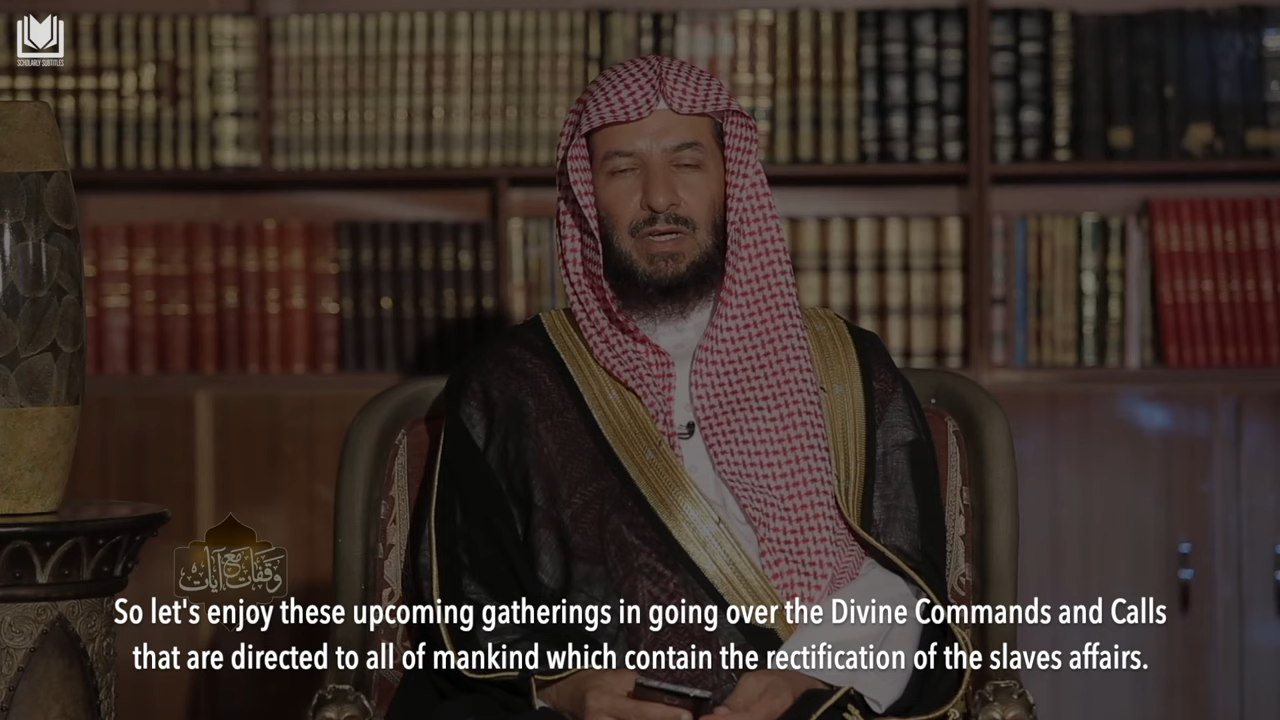 SCHOLARLY SUBTITLES
وقفات مع آيات
So let's enjoy these upcoming gatherings in going over the Divine Commands and Calls
that are directed to all of mankind which contain the rectification of the slaves affairs.